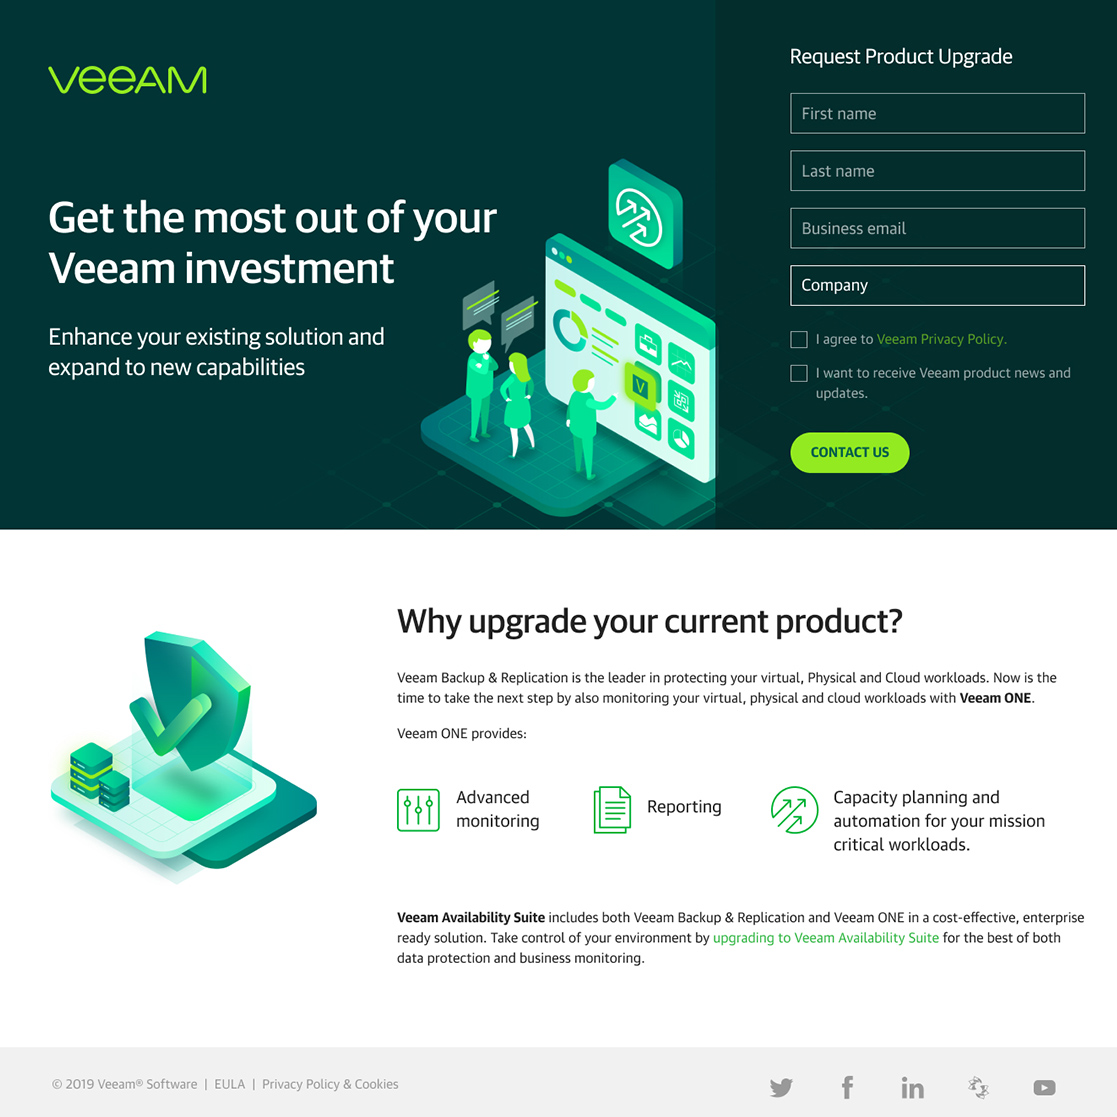 VEEAM
Get the most out of your
Veeam investment
Enhance your existing solution and
expand to new capabilities
V
Request Product Upgrade
First name
Last name
Business email
Company
I agree to Veeam Privacy Policy.
I want to receive Veeam product news and
updates.
CONTACT US
Why upgrade your current product?
Veeam Backup & Replication is the leader in protecting your virtual, Physical and Cloud workloads. Now is the
time to take the next step by also monitoring your virtual, physical and cloud workloads with Veeam ONE.
Veeam ONE provides:
Advanced
monitoring
Reporting
Capacity planning and
automation for your mission
critical workloads.
Veeam Availability Suite includes both Veeam Backup & Replication and Veeam ONE in a cost-effective, enterprise
ready solution. Take control of your environment by upgrading to Veeam Availability Suite for the best of both
data protection and business monitoring.
© 2019 Veeam® Software | EULA | Privacy Policy & Cookies
f
in